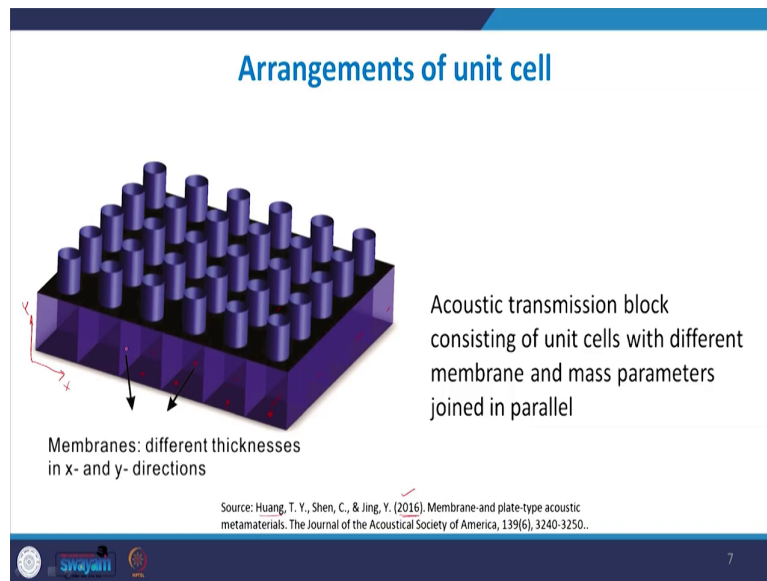 Arrangements of unit cell
Y
X
Acoustic transmission block
consisting of unit cells with different
membrane and mass parameters
joined in parallel
Membranes: different thicknesses
in x- and y- directions
Source: Huang, T. Y., Shen, C., & Jing, Y. (2016). Membrane-and plate-type acoustic
metamaterials. The Journal of the Acoustical Society of America, 139(6), 3240-3250..
swayam
NPTEL
7